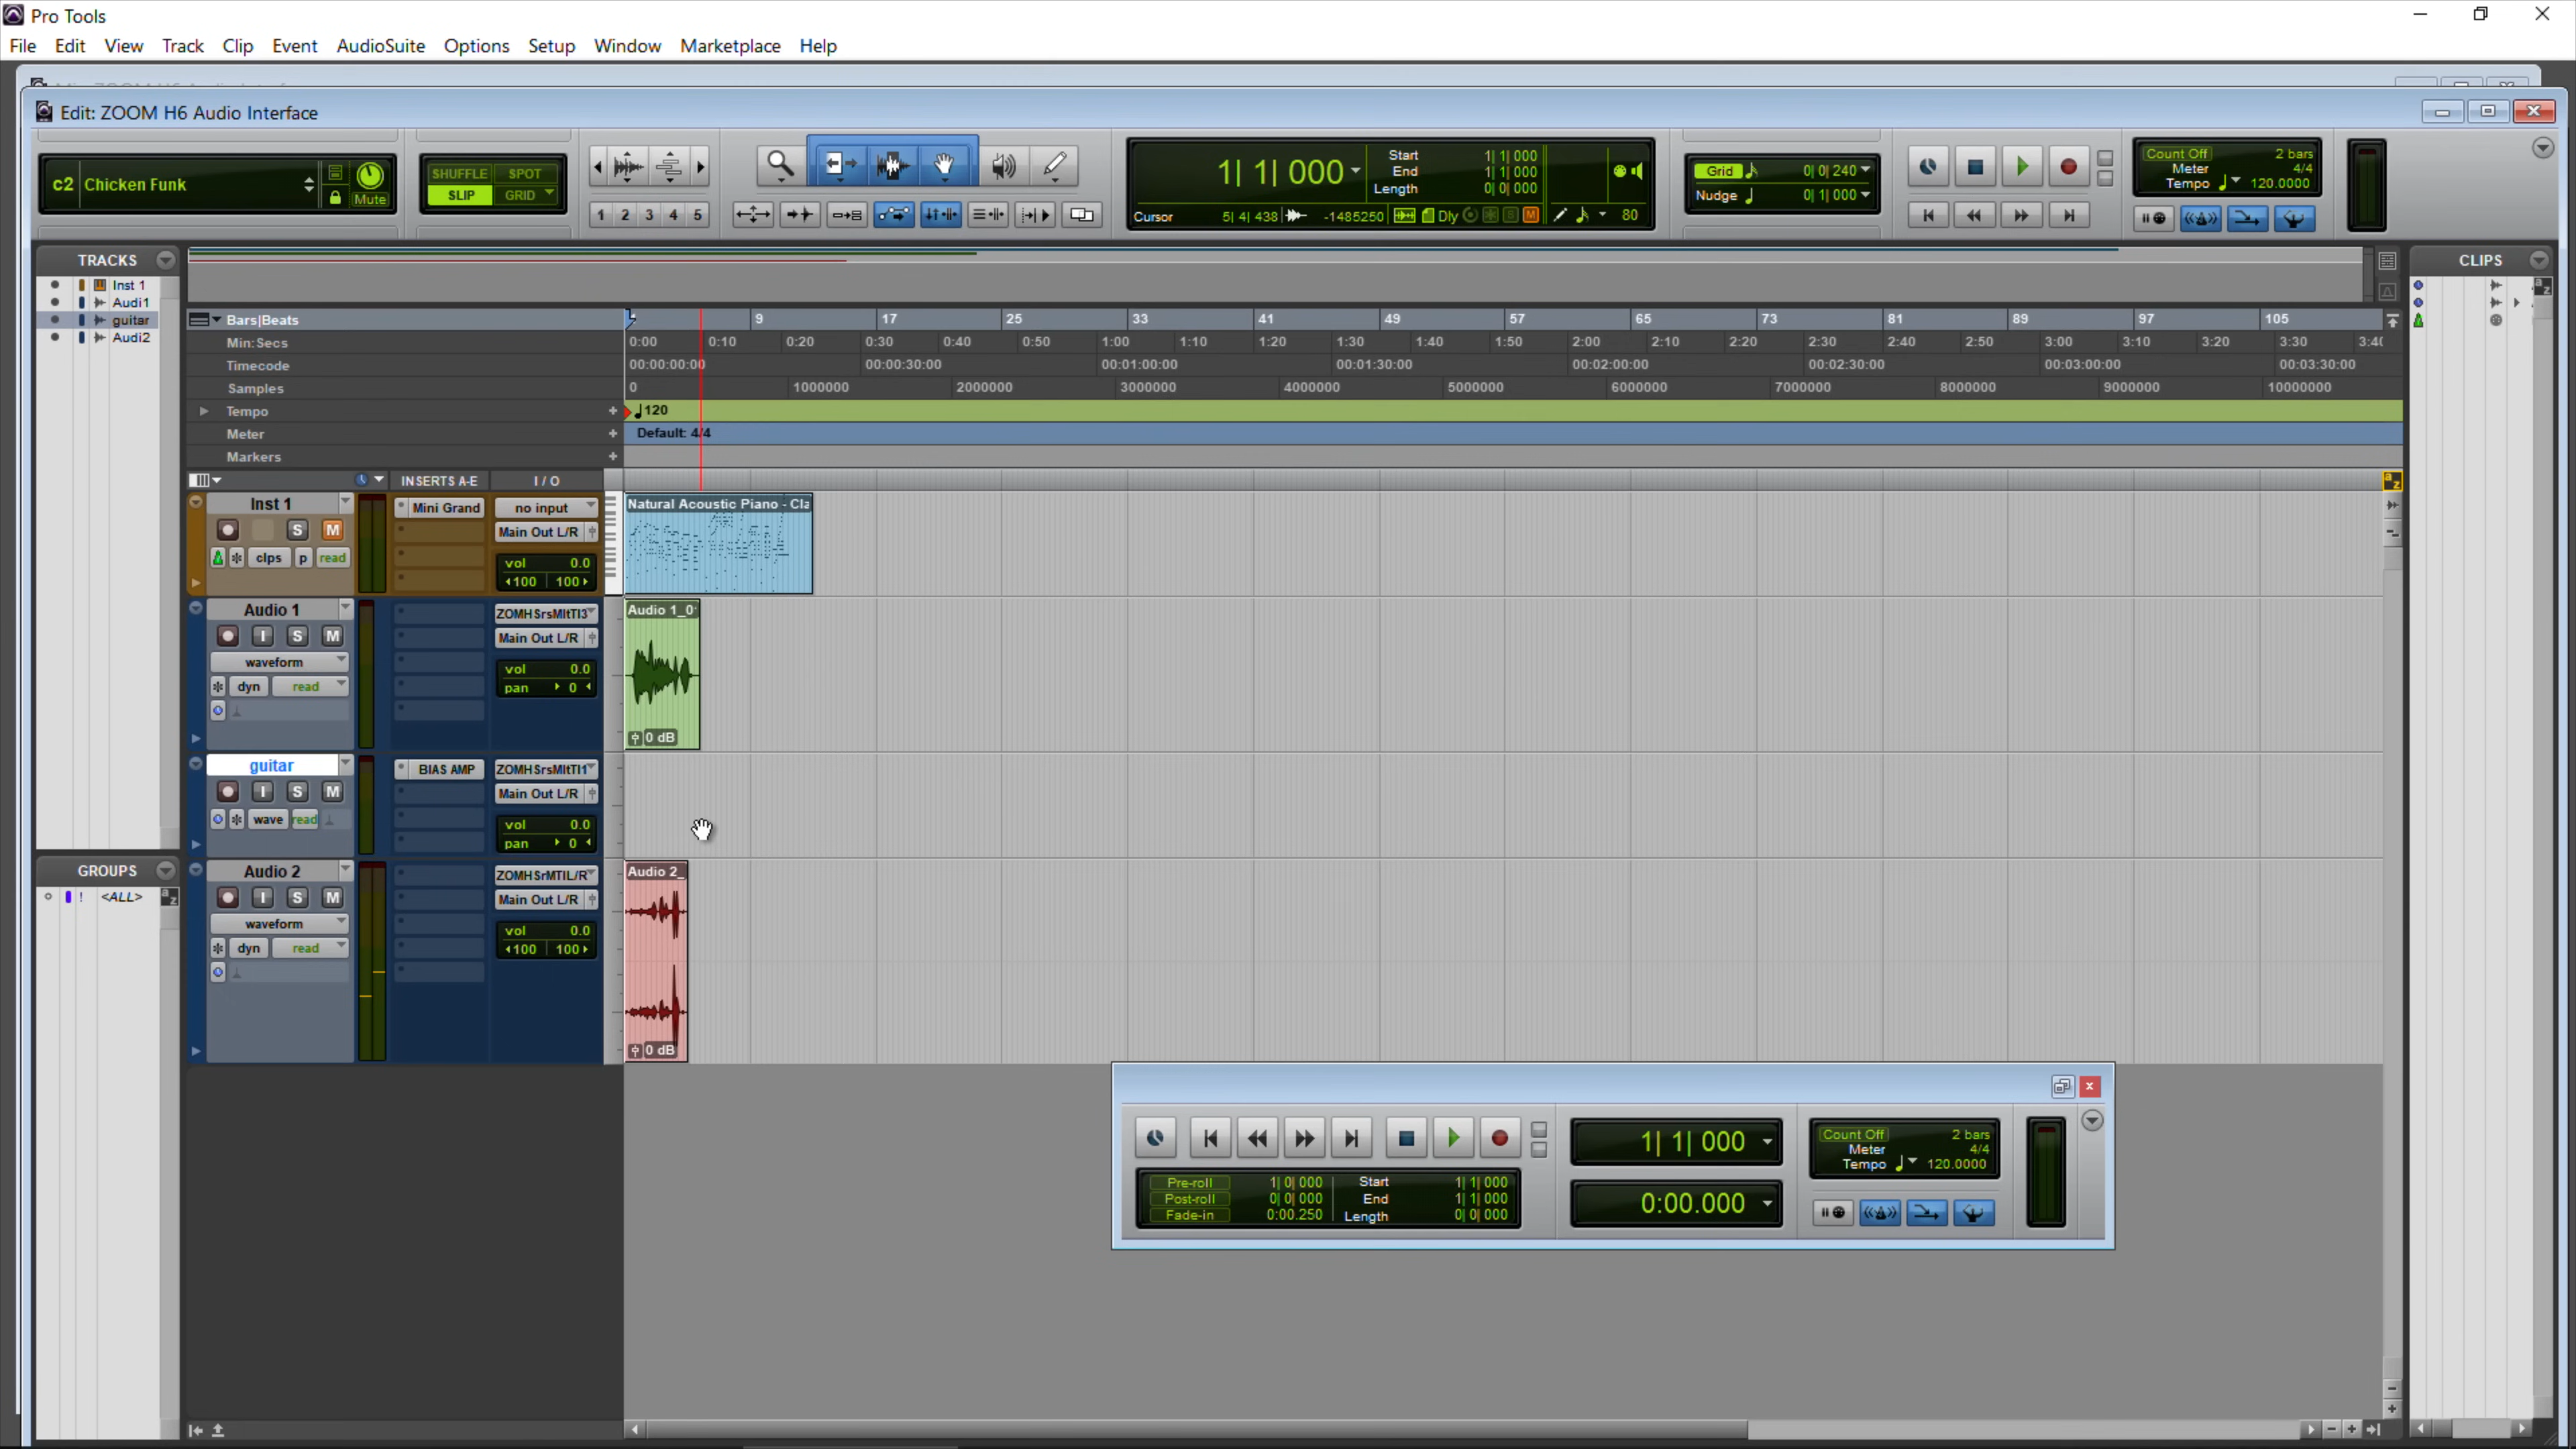 Pro Tools
File Edit View Track Clip Event AudioSuite Options Setup Window Marketplace Help
Edit: ZOOM H6 Audio Interface
c2 Chicken Funk
Mute
SHUFFLE SPOT
SLIP GRID
1 2 3 4 5
1| 1| 000
Start 1| 1| 000
End 1| 1| 000
Length 0| 0| 000
Cursor 5| 4| 438 -1485250 Dly 80
Grid 0| 0| 240
Nudge 0| 1| 000
Count Off 2 bars
Meter 4/4
Tempo 120.0000
TRACKS
Inst 1
Audi1
guitar
Audi2
CLIPS
Bars|Beats 9 17 25 33 41 49 57 65 73 81 89 97 105
Min:Secs 0:00 0:10 0:20 0:30 0:40 0:50 1:00 1:10 1:20 1:30 1:40 1:50 2:00 2:10 2:20 2:30 2:40 2:50 3:00 3:10 3:20 3:30 3:4
Timecode 00:00:00:00 00:00:30:00 00:01:00:00 00:01:30:00 00:02:00:00 00:02:30:00 00:03:00:00 00:03:30:00
Samples 0 1000000 2000000 3000000 4000000 5000000 6000000 7000000 8000000 9000000 10000000
Tempo 120
Meter Default: 4/4
Markers
INSERTS A-E I / O
Inst 1 Mini Grand no input
S M Main Out L/R
clps p read
vol 0.0
100 100
Natural Acoustic Piano - Cla
Audio 1 ZOMHSrsMltTl3
I S M Main Out L/R
waveform
vol 0.0
dyn read pan 0
Audio 1_0
0 dB
guitar BIAS AMP ZOMHSrsMltTl1
I S M Main Out L/R
wave read
vol 0.0
pan 0
Audio 2 ZOMHSrMTlL/R
I S M Main Out L/R
waveform
vol 0.0
dyn read 100 100
Audio 2_
0 dB
GROUPS
! <ALL>
1| 1| 000
0:00.000
Pre-roll 1| 0| 000
Post-roll 0| 0| 000
Fade-in 0:00.250
Start 1| 1| 000
End 1| 1| 000
Length 0| 0| 000
Count Off 2 bars
Meter 4/4
Tempo 120.0000